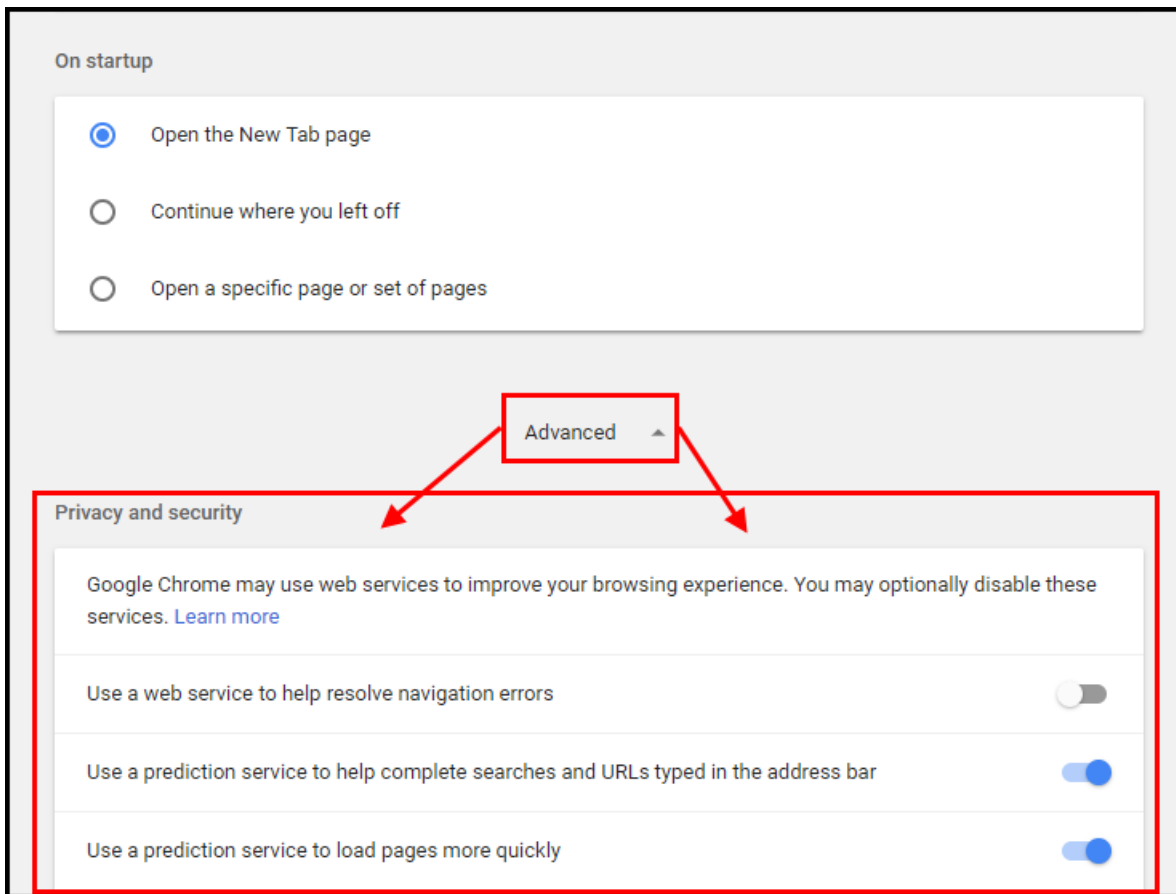 On startup
Open the New Tab page
Continue where you left off
Open a specific page or set of pages
Advanced
Privacy and security
Google Chrome may use web services to improve your browsing experience. You may optionally disable these
services. Learn more
Use a web service to help resolve navigation errors
Use a prediction service to help complete searches and URLs typed in the address bar
Use a prediction service to load pages more quickly